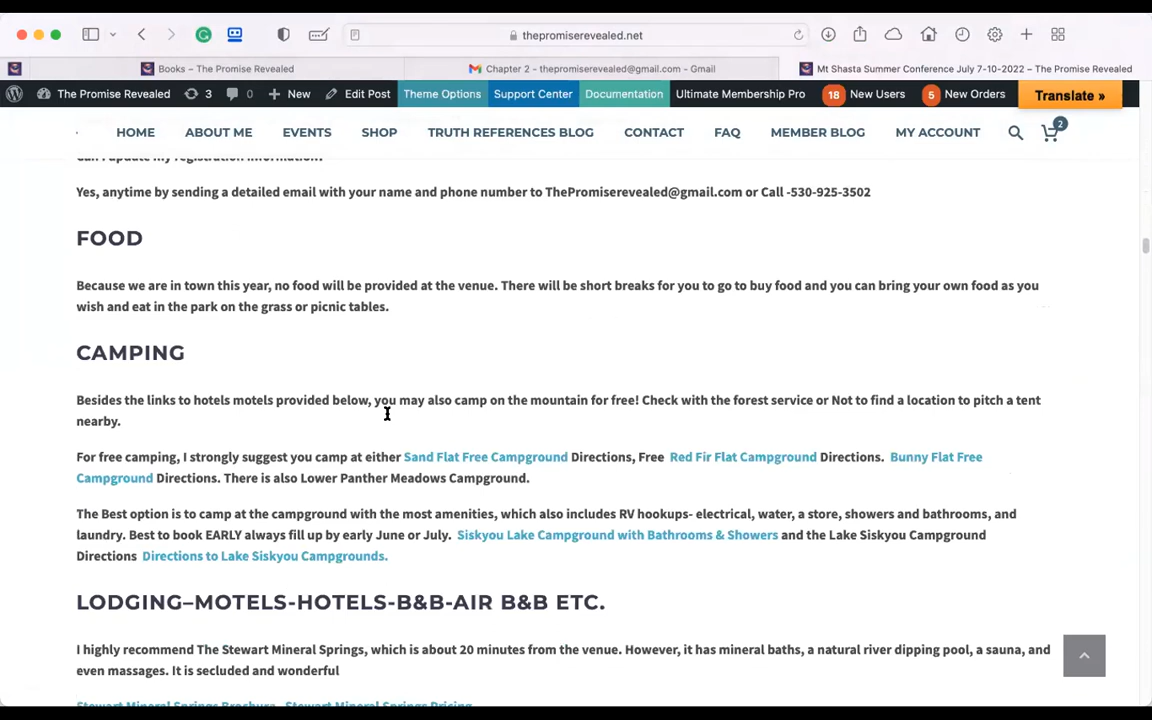 thepromiserevealed.net
Books – The Promise Revealed
Chapter 2 - thepromiserevealed@gmail.com - Gmail
Mt Shasta Summer Conference July 7-10-2022 – The Promise Revealed
The Promise Revealed 3 0 New Edit Post Theme Options Support Center Documentation Ultimate Membership Pro 18 New Users 5 New Orders Translate »
HOME ABOUT ME EVENTS SHOP TRUTH REFERENCES BLOG CONTACT FAQ MEMBER BLOG MY ACCOUNT 2
Can I update my registration information?
Yes, anytime by sending a detailed email with your name and phone number to ThePromiserevealed@gmail.com or Call -530-925-3502
FOOD
Because we are in town this year, no food will be provided at the venue. There will be short breaks for you to go to buy food and you can bring your own food as you
wish and eat in the park on the grass or picnic tables.
CAMPING
Besides the links to hotels motels provided below, you may also camp on the mountain for free! Check with the forest service or Not to find a location to pitch a tent
nearby.
For free camping, I strongly suggest you camp at either Sand Flat Free Campground Directions, Free Red Fir Flat Campground Directions. Bunny Flat Free
Campground Directions. There is also Lower Panther Meadows Campground.
The Best option is to camp at the campground with the most amenities, which also includes RV hookups- electrical, water, a store, showers and bathrooms, and
laundry. Best to book EARLY always fill up by early June or July. Siskyou Lake Campground with Bathrooms & Showers and the Lake Siskyou Campground
Directions Directions to Lake Siskyou Campgrounds.
LODGING–MOTELS-HOTELS-B&B-AIR B&B ETC.
I highly recommend The Stewart Mineral Springs, which is about 20 minutes from the venue. However, it has mineral baths, a natural river dipping pool, a sauna, and
even massages. It is secluded and wonderful
Stewart Mineral Springs Brochure Stewart Mineral Springs Pricing